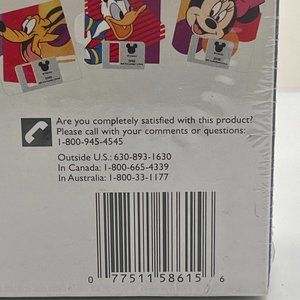 Are you completely satisfied with this product?
Please call with your comments or questions:
1-800-945-4545
Outside U.S.: 630-893-1630
In Canada: 1-800-665-4339
In Australia: 1-800-33-1177
0 77511 58615 6